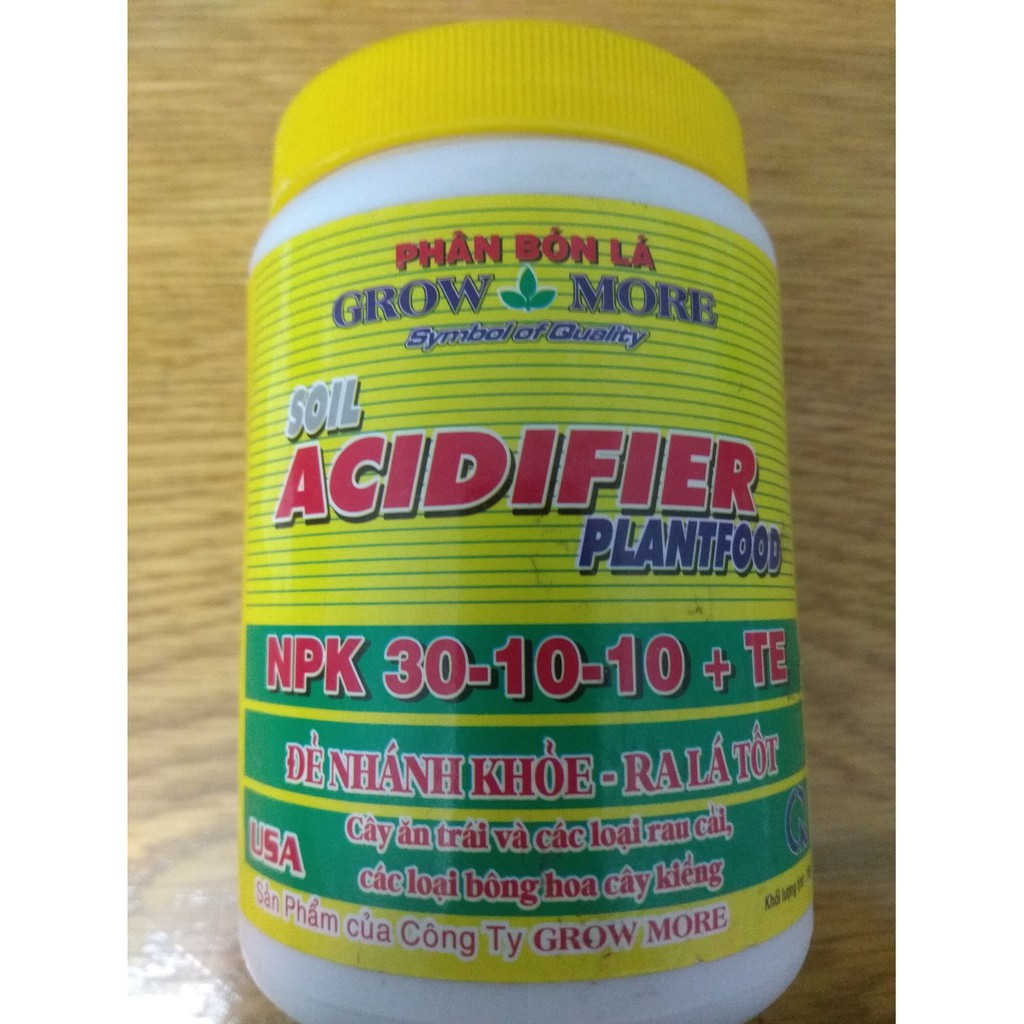 PHÂN BÓN LÁ
GROW MORE
Symbol of Quality
SOIL
ACIDIFIER
PLANTFOOD
NPK 30-10-10 + TE
ĐẺ NHÁNH KHỎE - RA LÁ TỐT
USA
Cây ăn trái và các loại rau cải,
các loại bông hoa cây kiểng
Sản Phẩm của Công Ty GROW MORE
Khối lượng